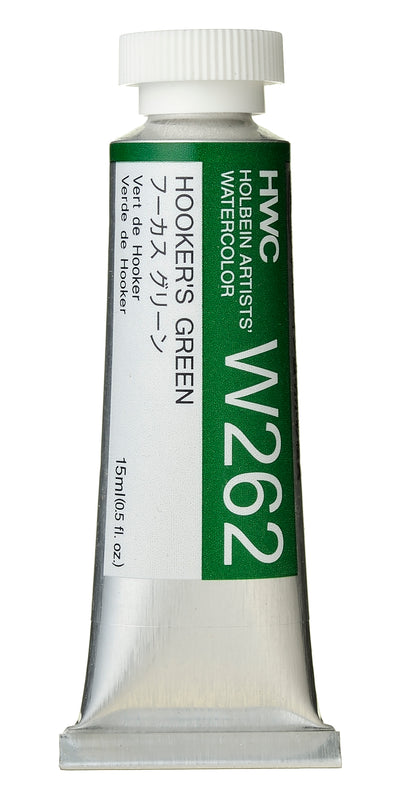 HWC
HOLBEIN ARTISTS'
WATERCOLOR
W262
HOOKER'S GREEN
フーカス グリーン
Vert de Hooker
Verde de Hooker
15ml(0.5 fl. oz.)